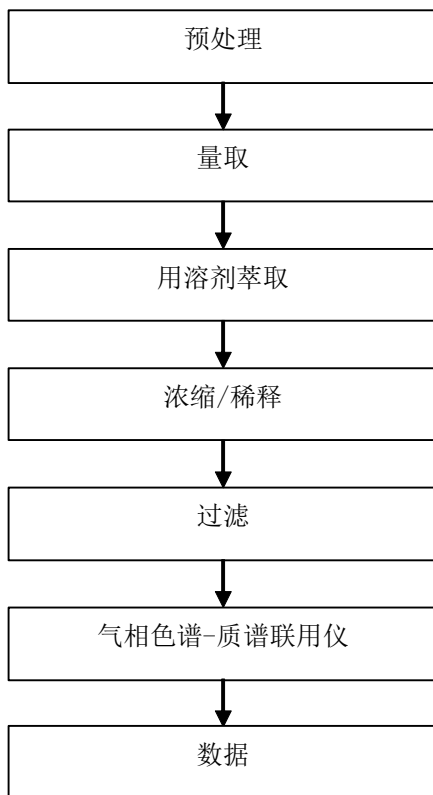 预处理
量取
用溶剂萃取
浓缩/稀释
过滤
气相色谱-质谱联用仪
数据